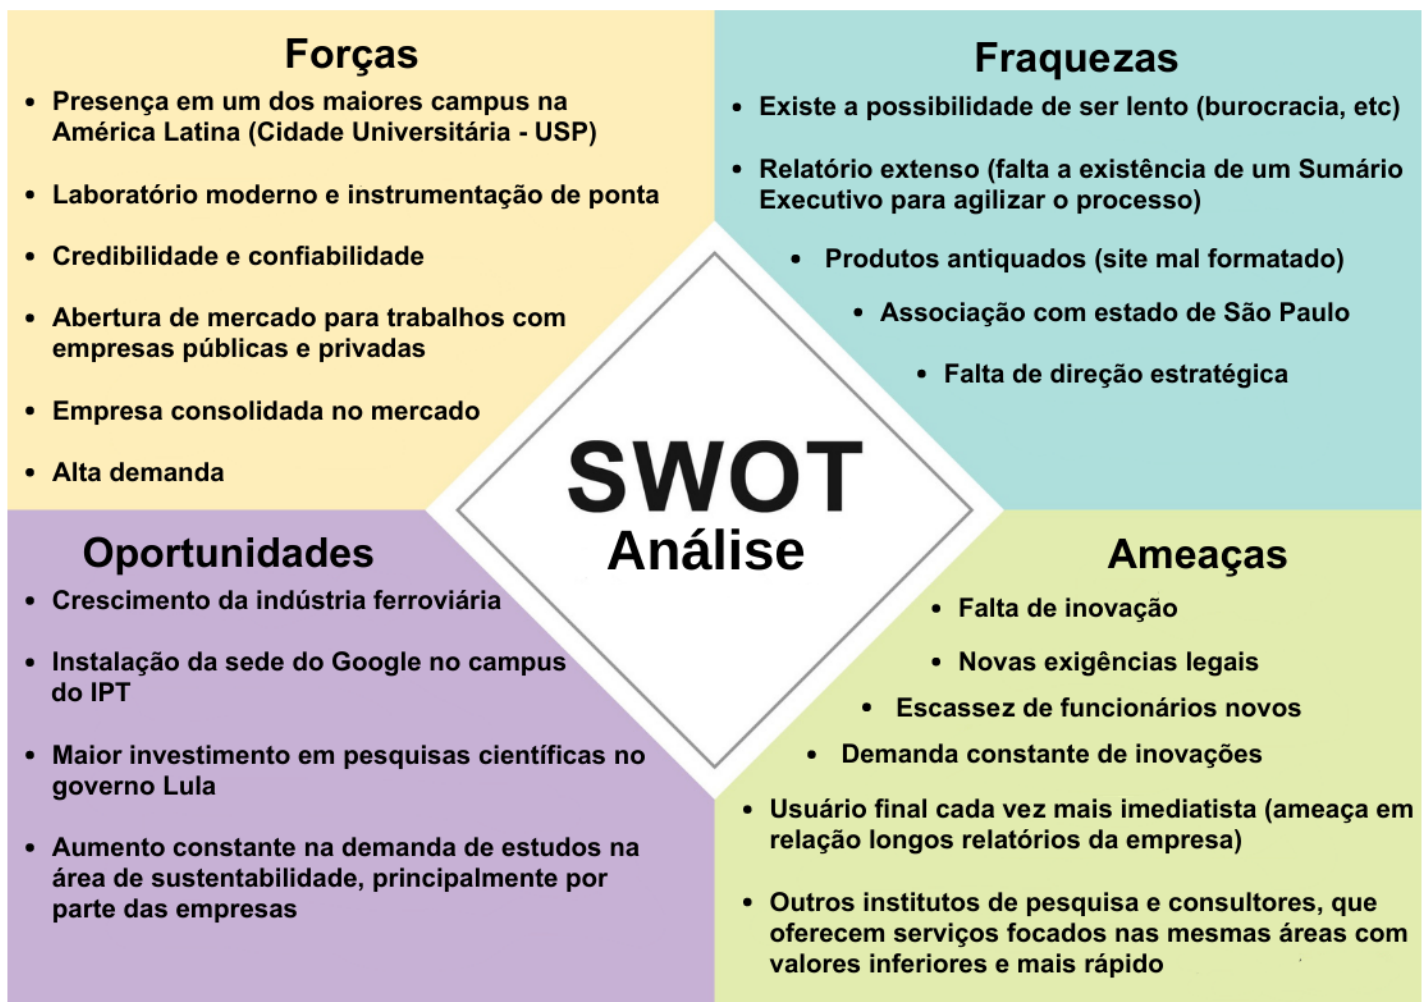 Forças
• Presença em um dos maiores campus na
América Latina (Cidade Universitária - USP)
• Laboratório moderno e instrumentação de ponta
• Credibilidade e confiabilidade
• Abertura de mercado para trabalhos com
empresas públicas e privadas
• Empresa consolidada no mercado
• Alta demanda
Fraquezas
• Existe a possibilidade de ser lento (burocracia, etc)
• Relatório extenso (falta a existência de um Sumário
Executivo para agilizar o processo)
• Produtos antiquados (site mal formatado)
• Associação com estado de São Paulo
• Falta de direção estratégica
SWOT
Análise
Oportunidades
• Crescimento da indústria ferroviária
• Instalação da sede do Google no campus
do IPT
• Maior investimento em pesquisas científicas no
governo Lula
• Aumento constante na demanda de estudos na
área de sustentabilidade, principalmente por
parte das empresas
Ameaças
• Falta de inovação
• Novas exigências legais
• Escassez de funcionários novos
• Demanda constante de inovações
• Usuário final cada vez mais imediatista (ameaça em
relação longos relatórios da empresa)
• Outros institutos de pesquisa e consultores, que
oferecem serviços focados nas mesmas áreas com
valores inferiores e mais rápido